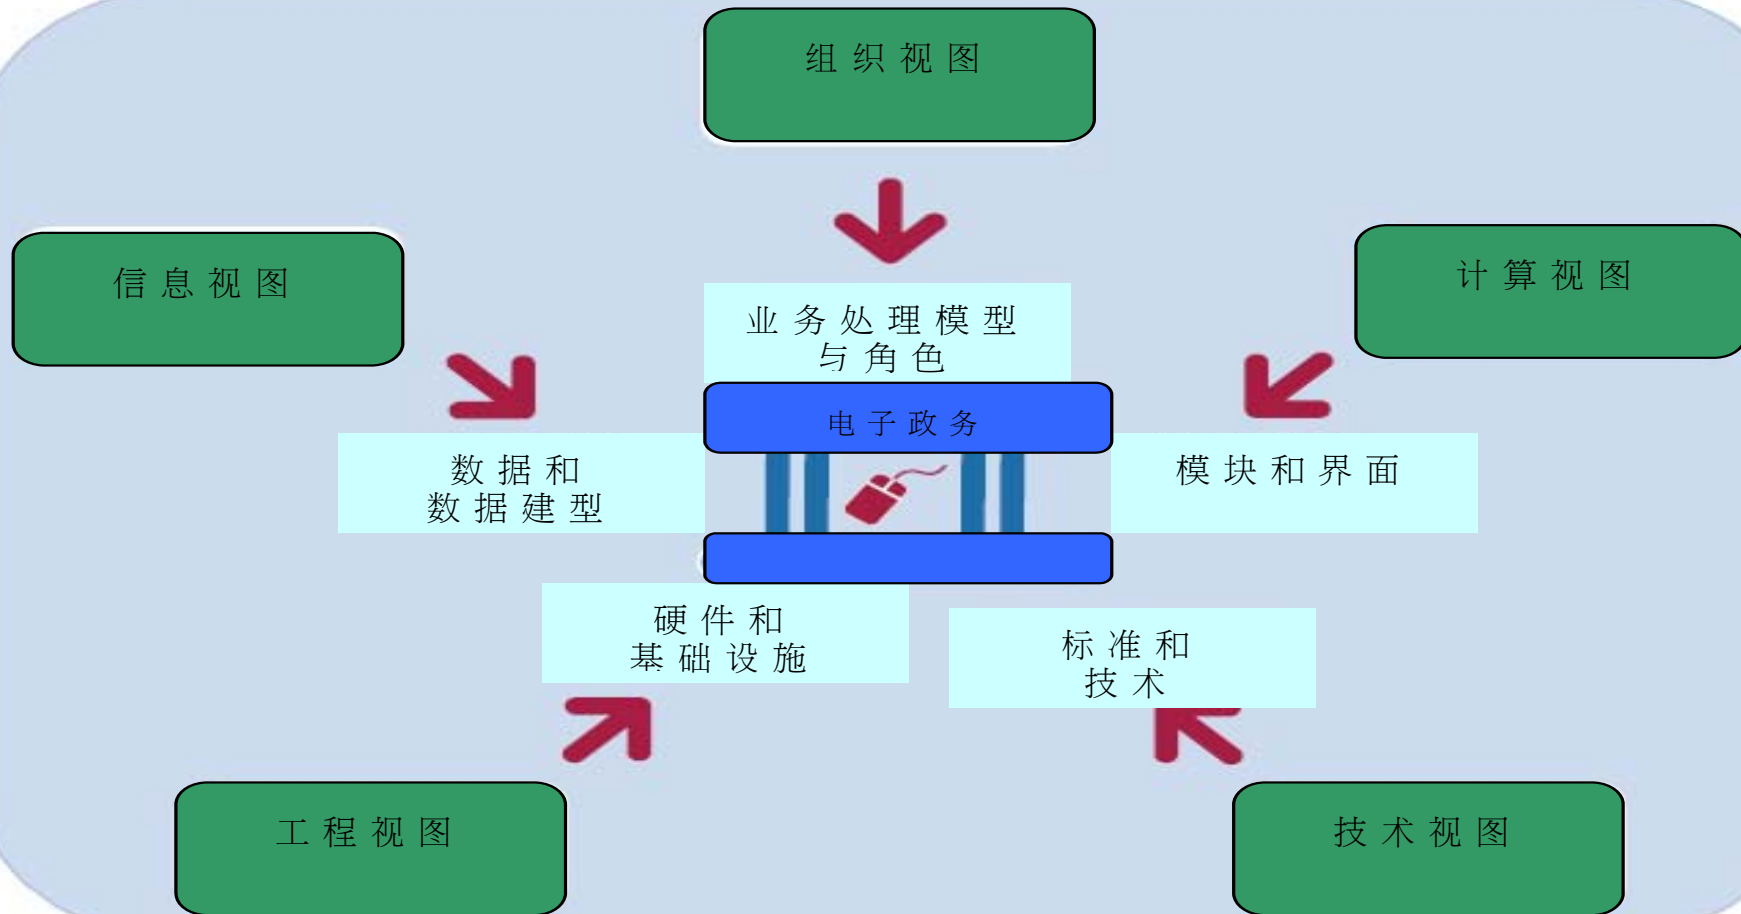 组织视图
信息视图
计算视图
业务处理模型
与角色
电子政务
数据和
数据建型
模块和界面
硬件和
基础设施
标准和
技术
工程视图
技术视图